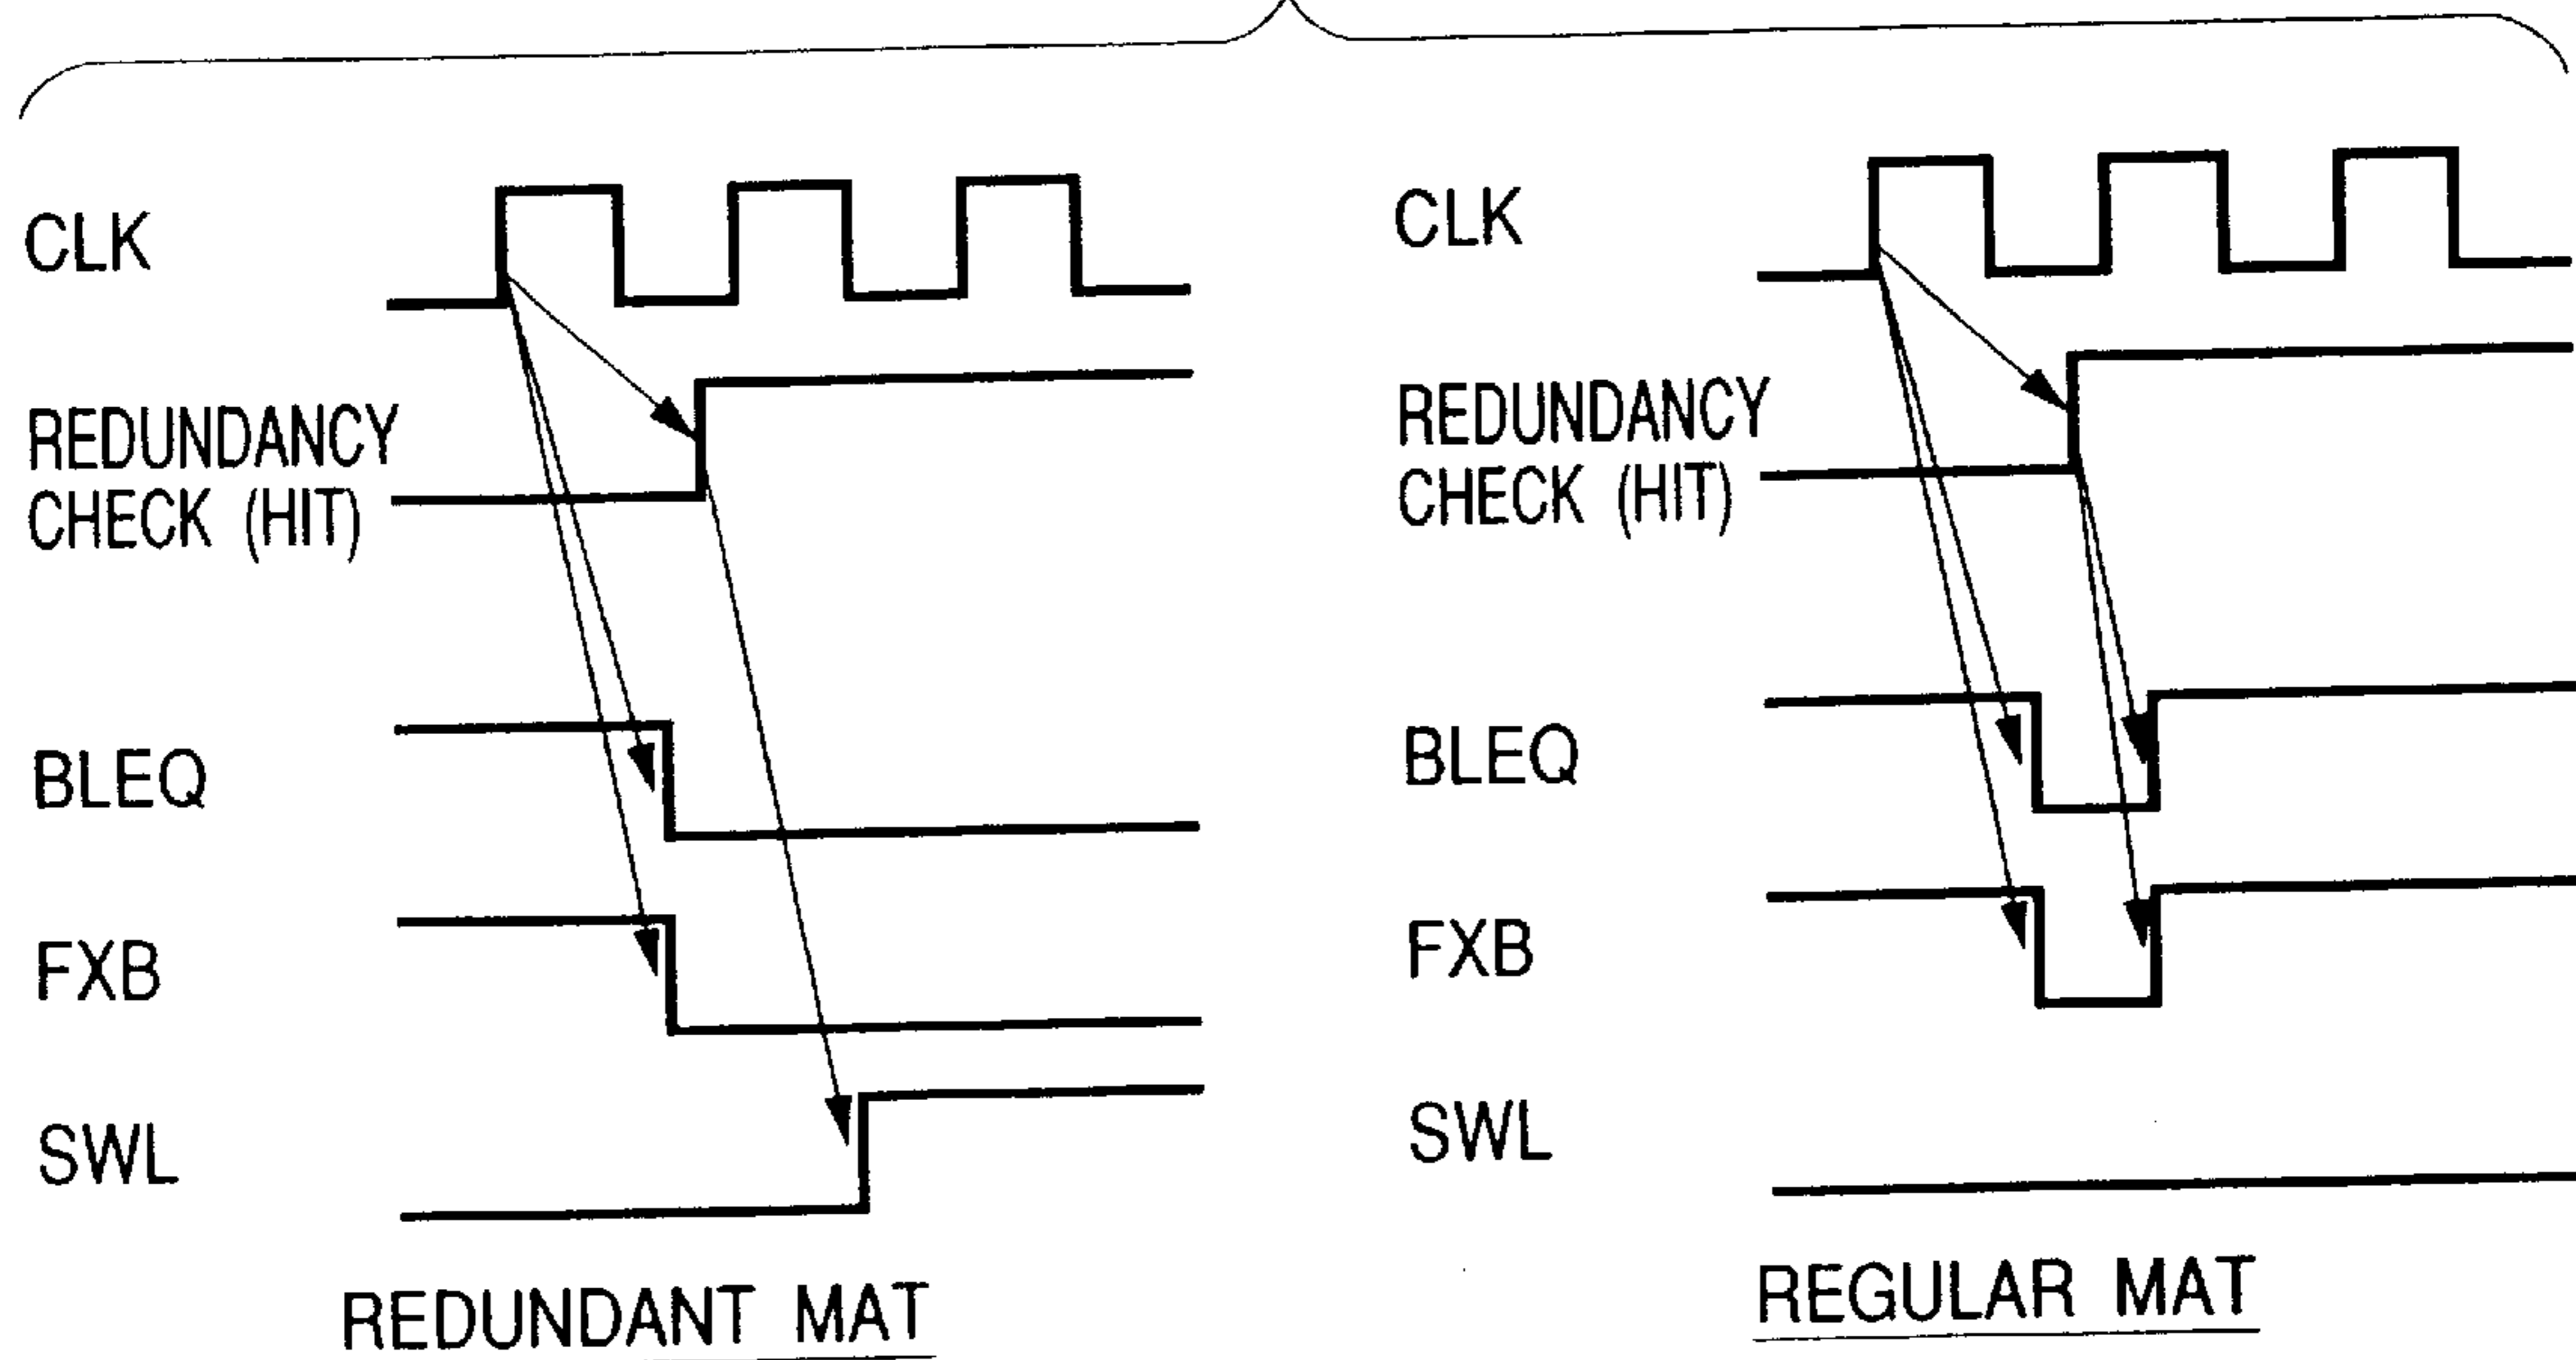 CLK
REDUNDANCY
CHECK (HIT)
BLEQ
FXB
SWL
REDUNDANT MAT
CLK
REDUNDANCY
CHECK (HIT)
BLEQ
FXB
SWL
REGULAR MAT